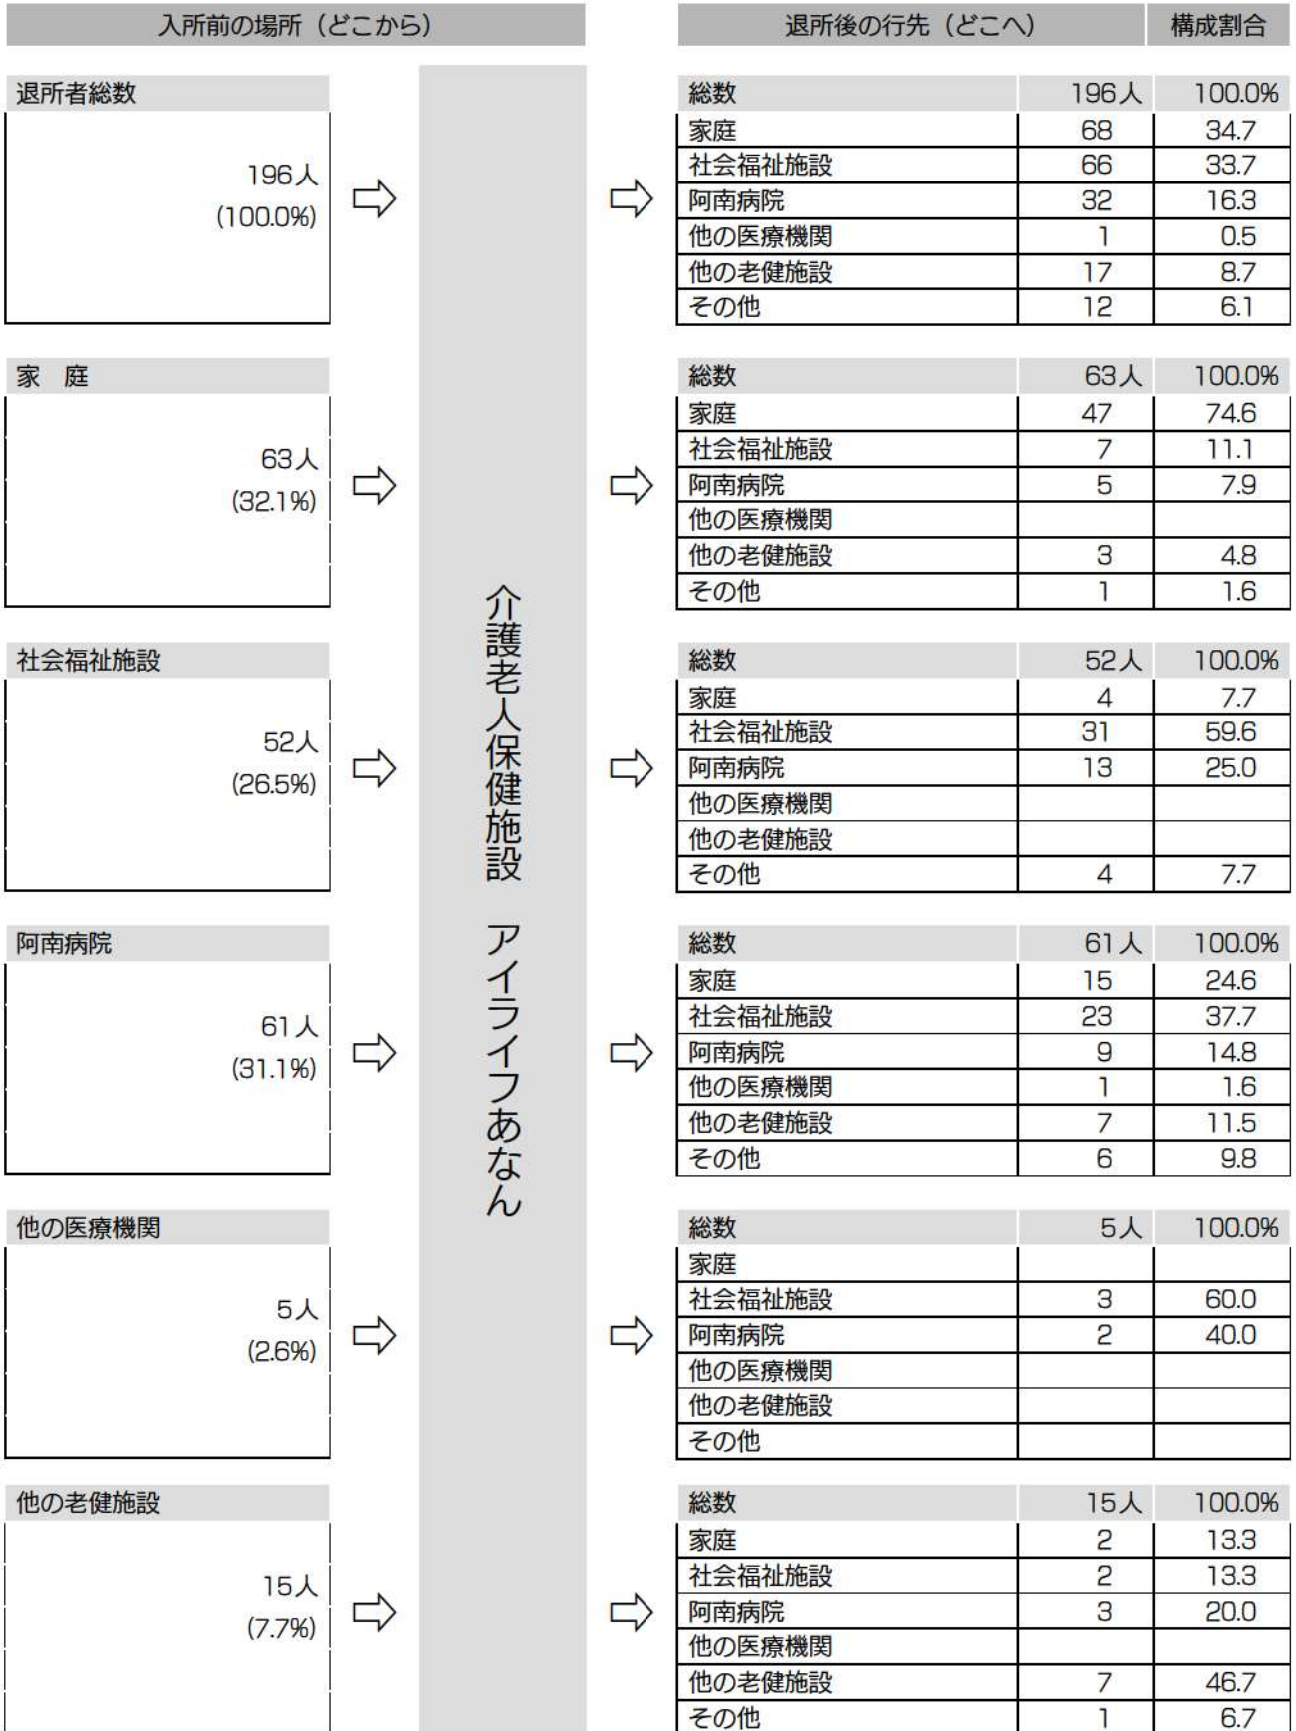 入所前の場所（どこから） 退所後の行先（どこへ） 構成割合
退所者総数 総数 196人 100.0%
家庭 68 34.7
196人 社会福祉施設 66 33.7
(100.0%) 阿南病院 32 16.3
他の医療機関 1 0.5
他の老健施設 17 8.7
その他 12 6.1
家 庭 総数 63人 100.0%
家庭 47 74.6
63人 社会福祉施設 7 11.1
(32.1%) 阿南病院 5 7.9
他の医療機関
他の老健施設 3 4.8
その他 1 1.6
介護老人保健施設 アイライフあなん
社会福祉施設 総数 52人 100.0%
家庭 4 7.7
52人 社会福祉施設 31 59.6
(26.5%) 阿南病院 13 25.0
他の医療機関
他の老健施設
その他 4 7.7
阿南病院 総数 61人 100.0%
家庭 15 24.6
61人 社会福祉施設 23 37.7
(31.1%) 阿南病院 9 14.8
他の医療機関 1 1.6
他の老健施設 7 11.5
その他 6 9.8
他の医療機関 総数 5人 100.0%
家庭
5人 社会福祉施設 3 60.0
(2.6%) 阿南病院 2 40.0
他の医療機関
他の老健施設
その他
他の老健施設 総数 15人 100.0%
家庭 2 13.3
15人 社会福祉施設 2 13.3
(7.7%) 阿南病院 3 20.0
他の医療機関
他の老健施設 7 46.7
その他 1 6.7